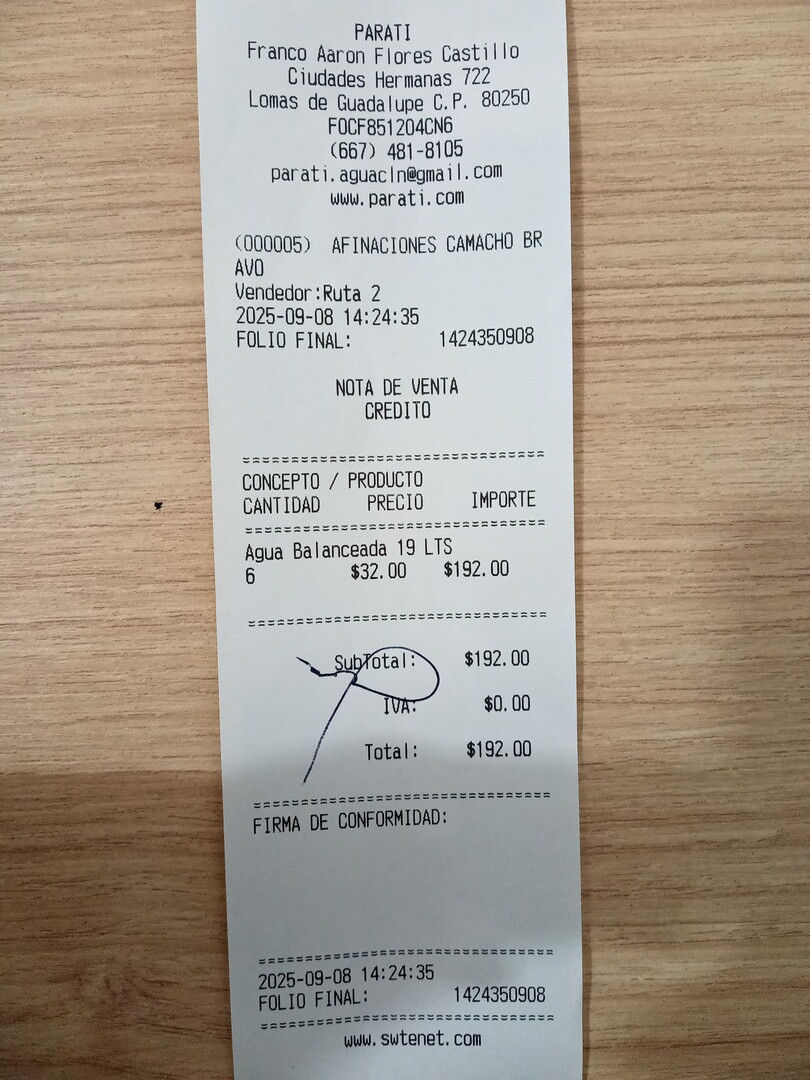 PARATI
Franco Aaron Flores Castillo
Ciudades Hermanas 722
Lomas de Guadalupe C.P. 80250
FOCF851204CN6
(667) 481-8105
parati.aguacln@gmail.com
www.parati.com
(000005) AFINACIONES CAMACHO BR
AVO
Vendedor:Ruta 2
2025-09-08 14:24:35
FOLIO FINAL: 1424350908
NOTA DE VENTA
CREDITO
CONCEPTO / PRODUCTO
CANTIDAD PRECIO IMPORTE
Agua Balanceada 19 LTS
6 $32.00 $192.00
SubTotal: $192.00
IVA: $0.00
Total: $192.00
FIRMA DE CONFORMIDAD:
2025-09-08 14:24:35
FOLIO FINAL: 1424350908
www.swtenet.com